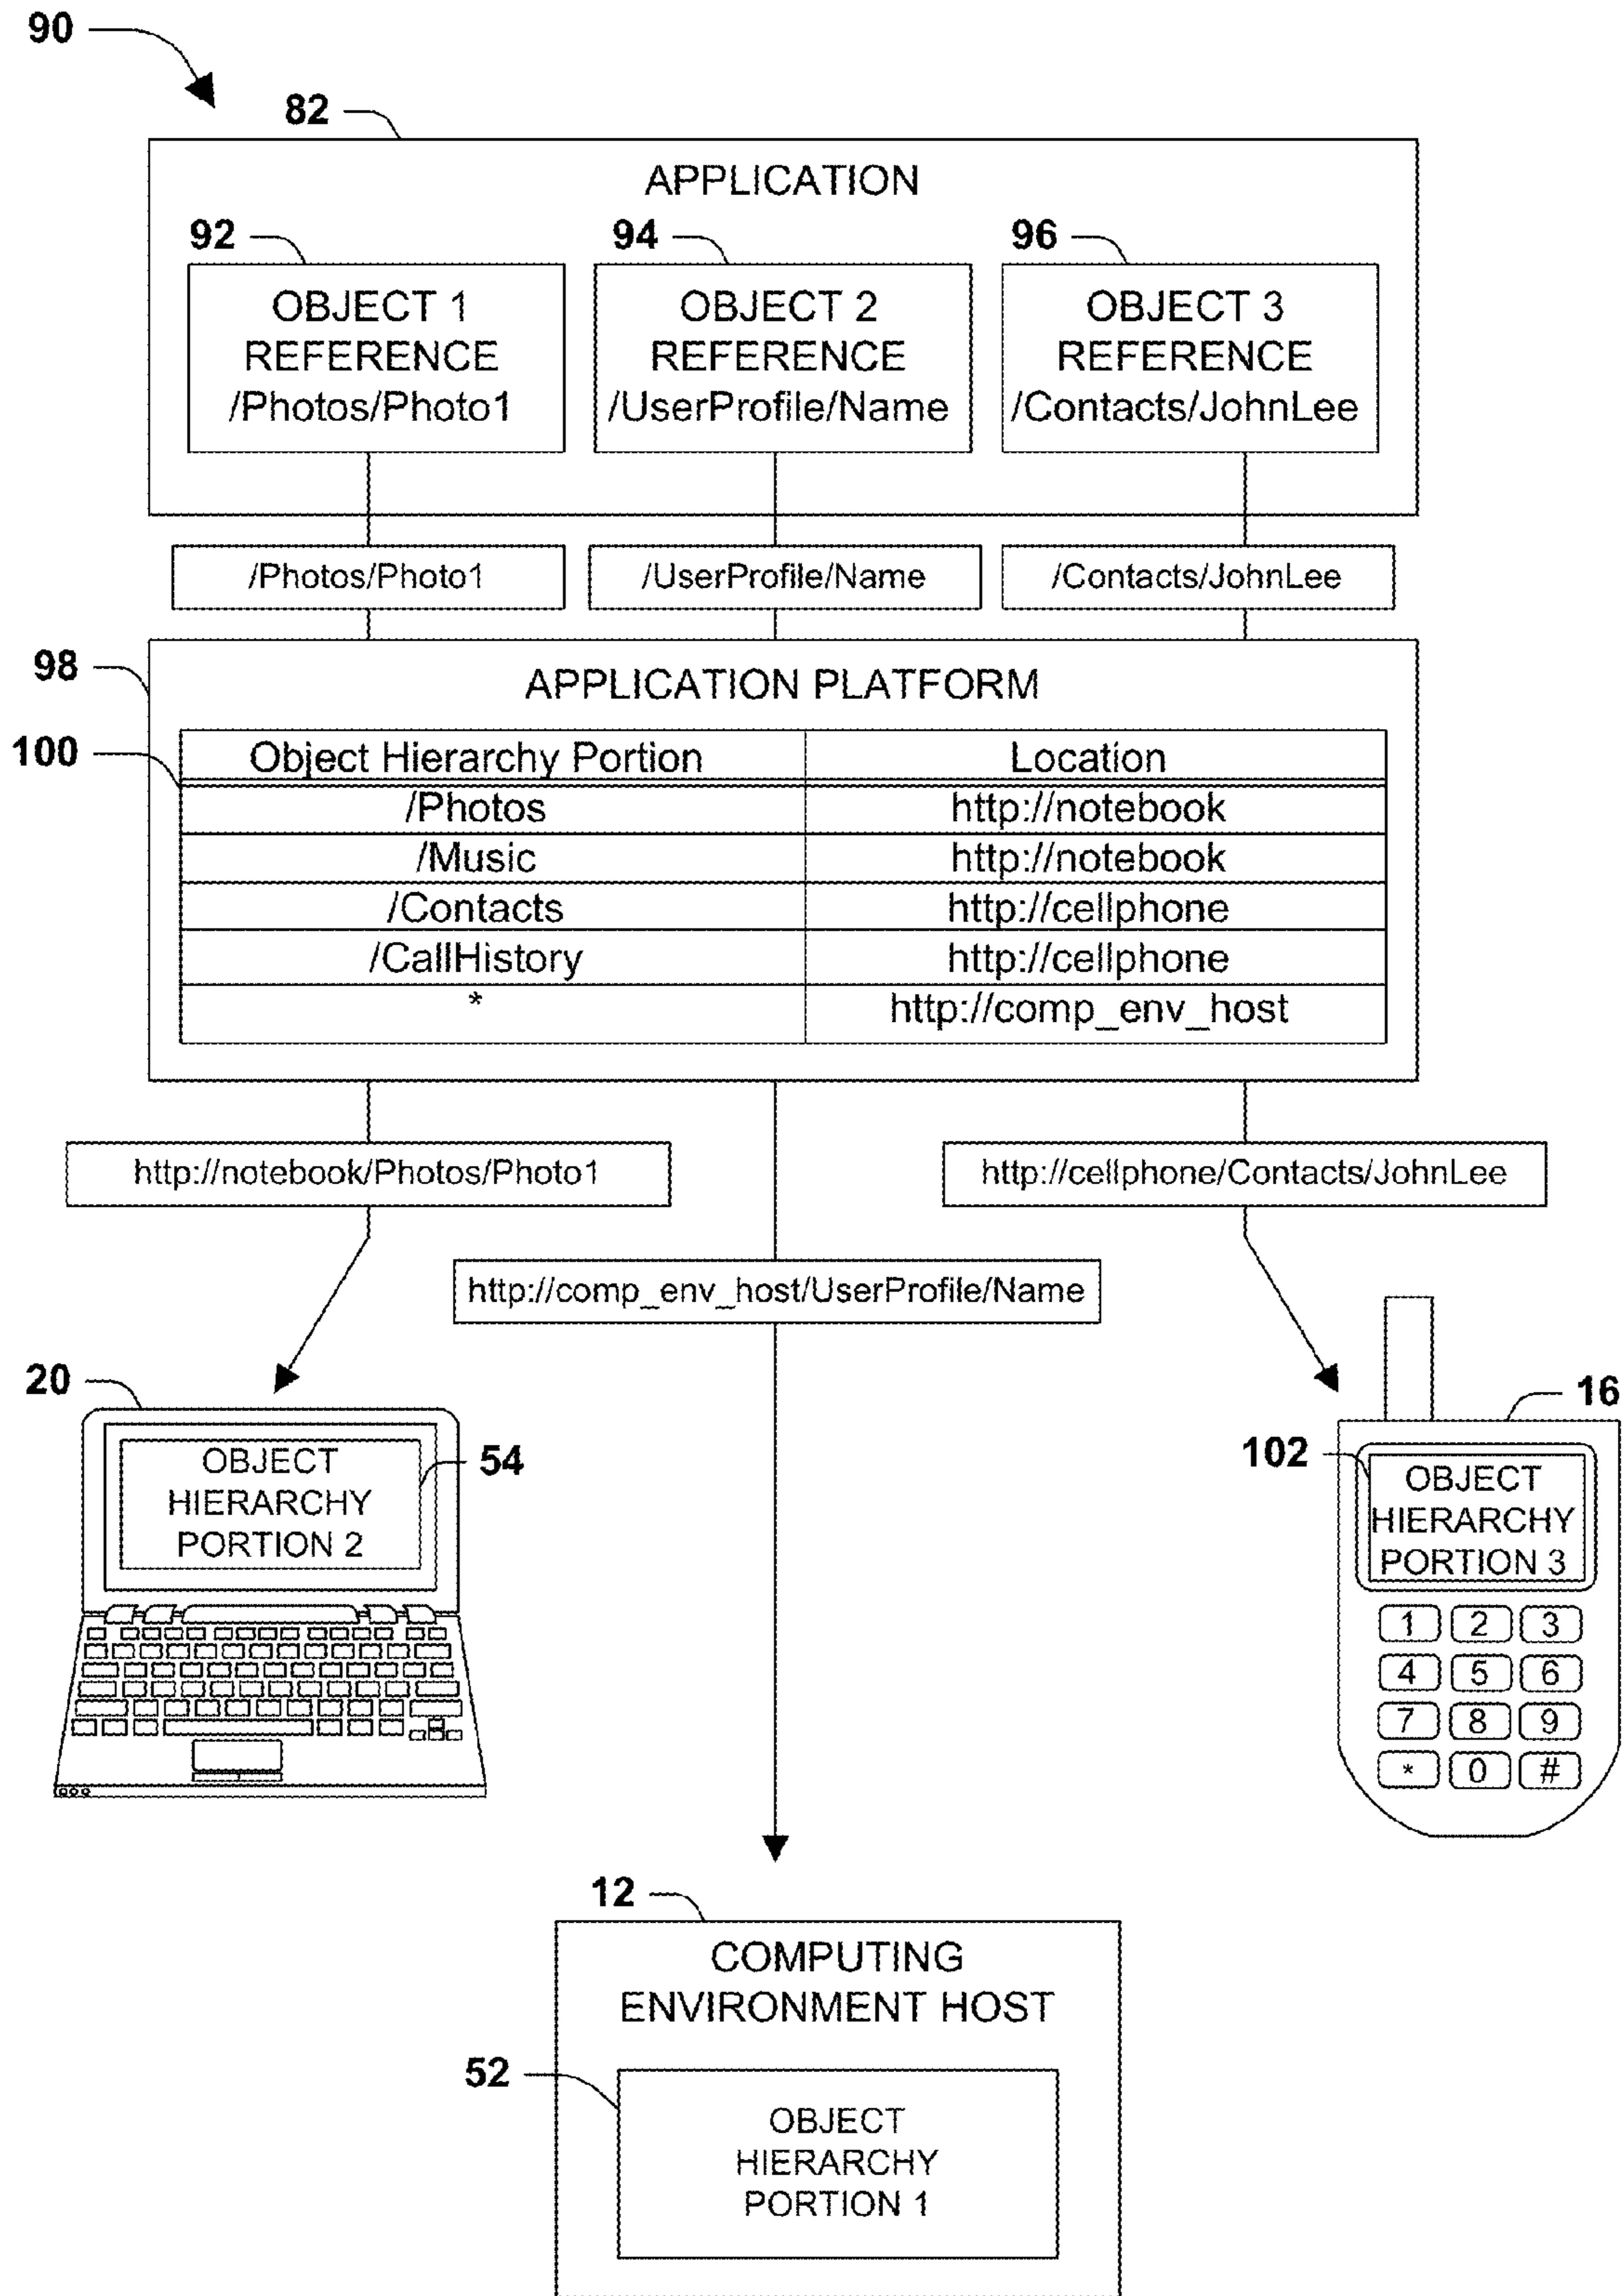 90
82
APPLICATION
92
94
96
OBJECT 1
REFERENCE
/Photos/Photo1
OBJECT 2
REFERENCE
/UserProfile/Name
OBJECT 3
REFERENCE
/Contacts/JohnLee
/Photos/Photo1
/UserProfile/Name
/Contacts/JohnLee
98
APPLICATION PLATFORM
100
Object Hierarchy Portion Location
/Photos http://notebook
/Music http://notebook
/Contacts http://cellphone
/CallHistory http://cellphone
* http://comp_env_host
http://notebook/Photos/Photo1
http://cellphone/Contacts/JohnLee
http://comp_env_host/UserProfile/Name
20
54
OBJECT
HIERARCHY
PORTION 2
16
102
OBJECT
HIERARCHY
PORTION 3
1 2 3
4 5 6
7 8 9
* 0 #
12
COMPUTING
ENVIRONMENT HOST
52
OBJECT
HIERARCHY
PORTION 1